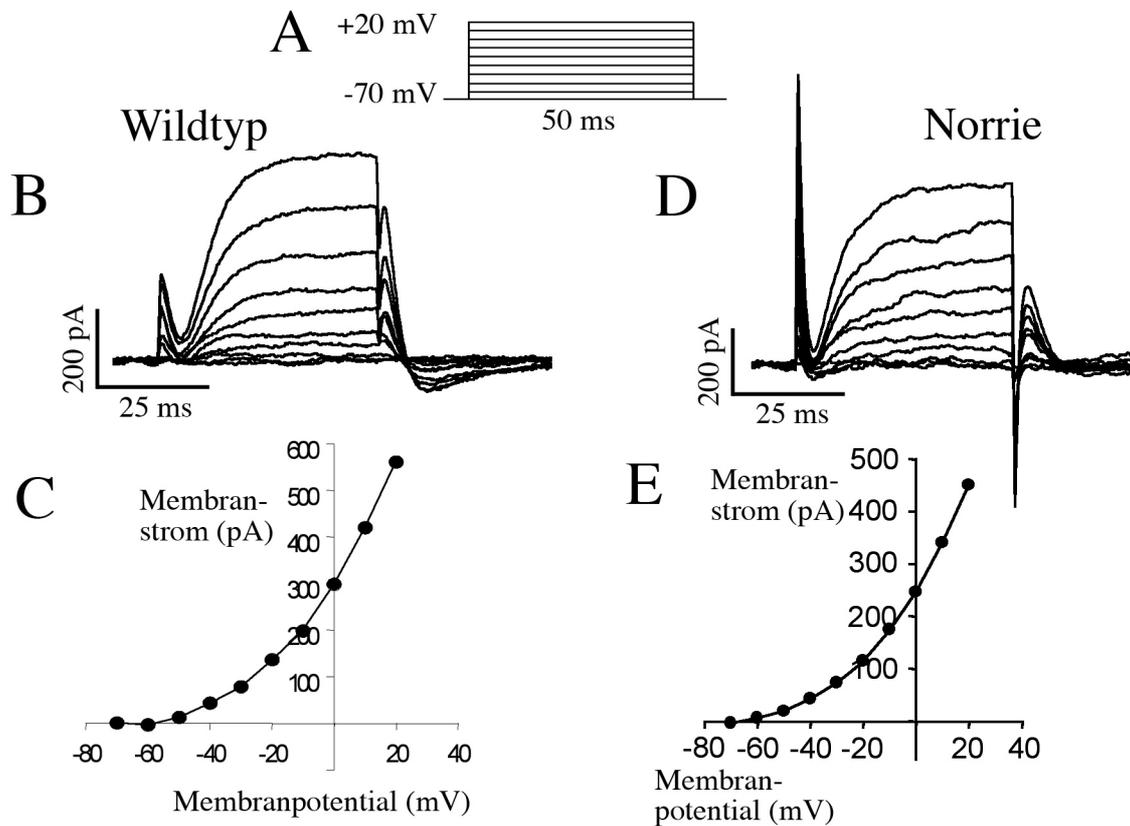 A
+20 mV
-70 mV
50 ms
Wildtyp
Norrie
B
200 pA
25 ms
D
200 pA
25 ms
C
Membran-
strom (pA)
600
500
400
300
200
100
-80 -60 -40 -20 20 40
Membranpotential (mV)
E
Membran-
strom (pA)
500
400
300
200
100
-80 -60 -40 -20 20 40
Membran-
potential (mV)